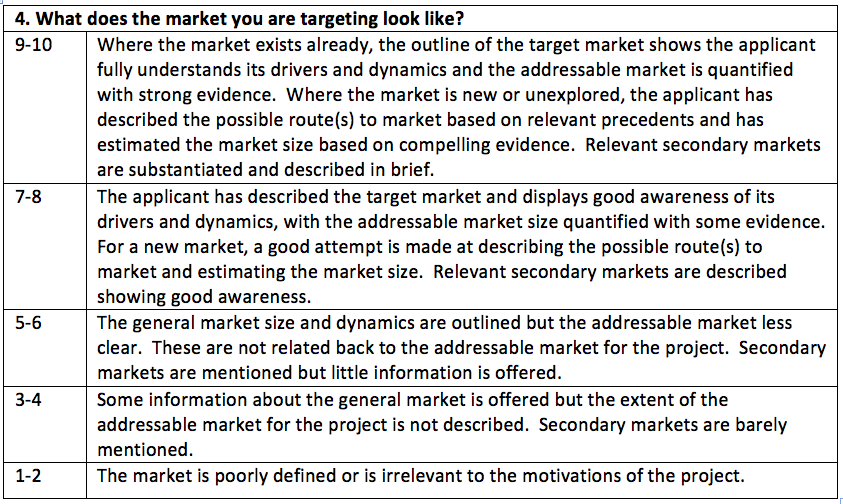 4. What does the market you are targeting look like?
9-10 Where the market exists already, the outline of the target market shows the applicant
fully understands its drivers and dynamics and the addressable market is quantified
with strong evidence.  Where the market is new or unexplored, the applicant has
described the possible route(s) to market based on relevant precedents and has
estimated the market size based on compelling evidence.  Relevant secondary markets
are substantiated and described in brief.
7-8 The applicant has described the target market and displays good awareness of its
drivers and dynamics, with the addressable market size quantified with some evidence.
For a new market, a good attempt is made at describing the possible route(s) to
market and estimating the market size.  Relevant secondary markets are described
showing good awareness.
5-6 The general market size and dynamics are outlined but the addressable market less
clear.  These are not related back to the addressable market for the project.  Secondary
markets are mentioned but little information is offered.
3-4 Some information about the general market is offered but the extent of the
addressable market for the project is not described.  Secondary markets are barely
mentioned.
1-2 The market is poorly defined or is irrelevant to the motivations of the project.